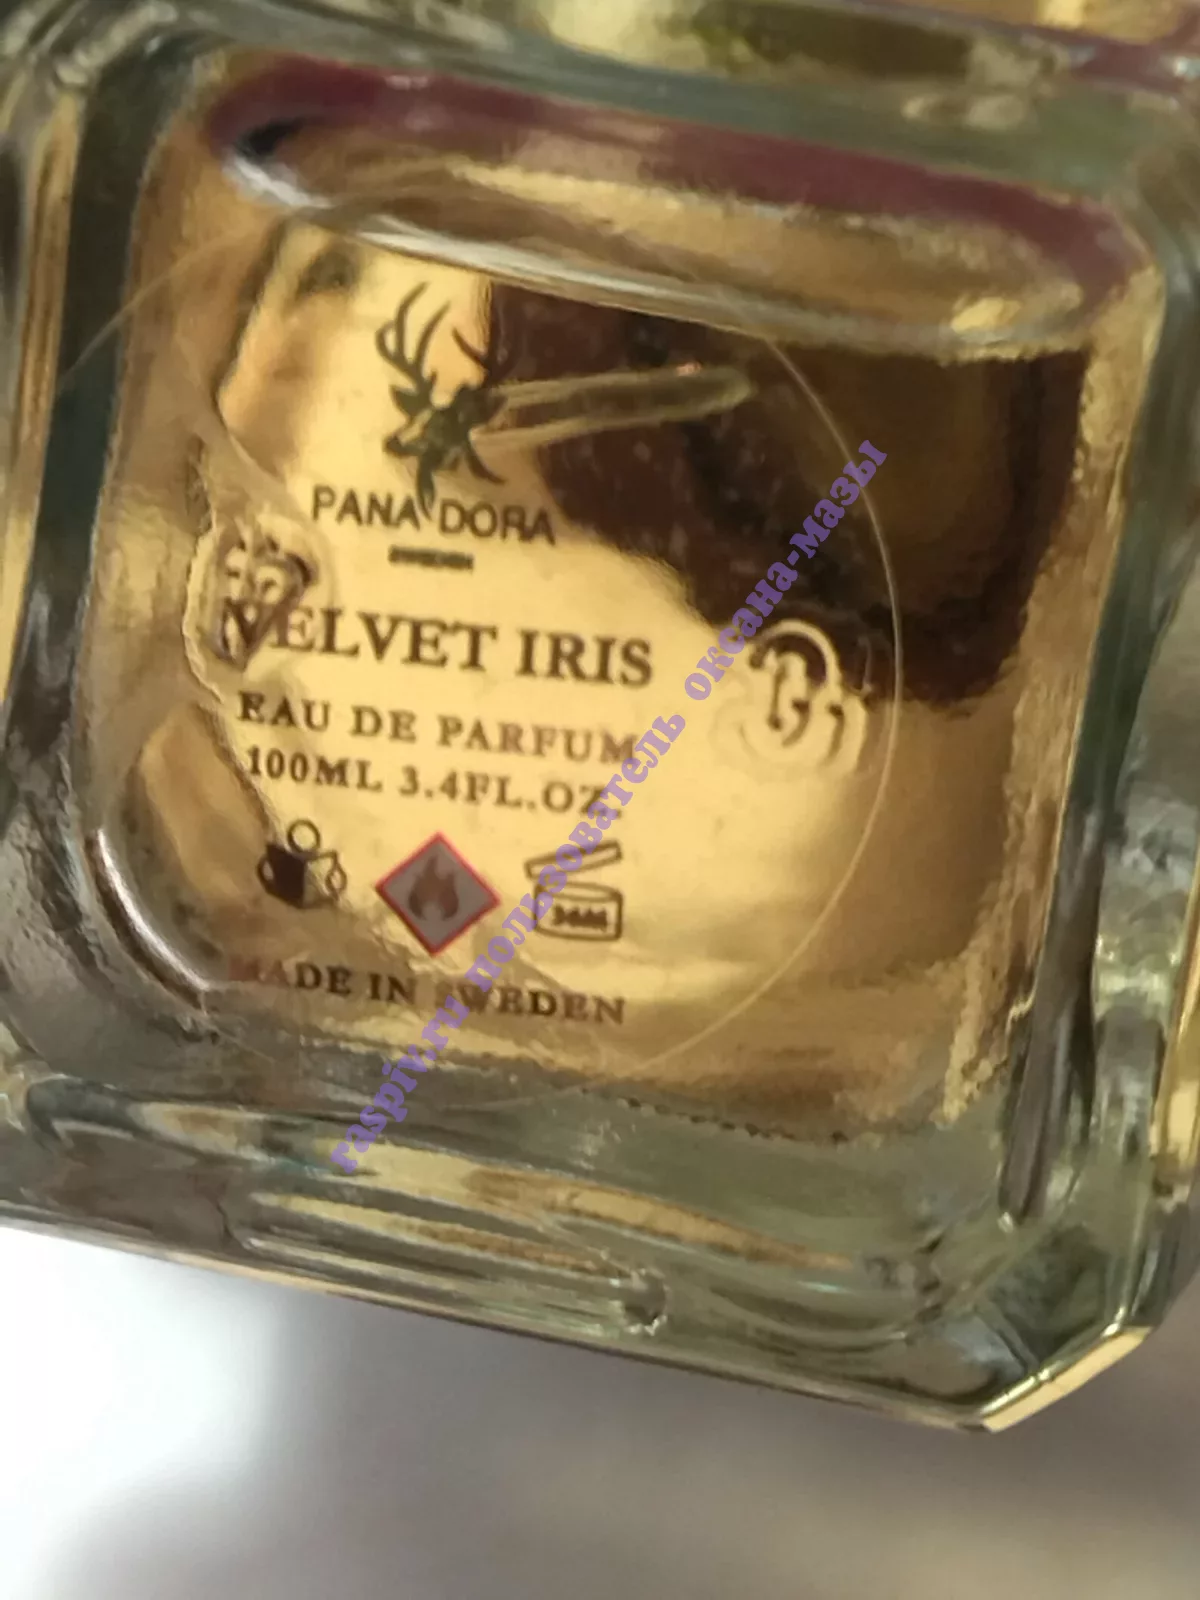 PANA DORA
SWEDEN
VELVET IRIS
EAU DE PARFUM
100ML 3.4FL.OZ.
MADE IN SWEDEN
raspiv.ru пользователь оксана-мазы